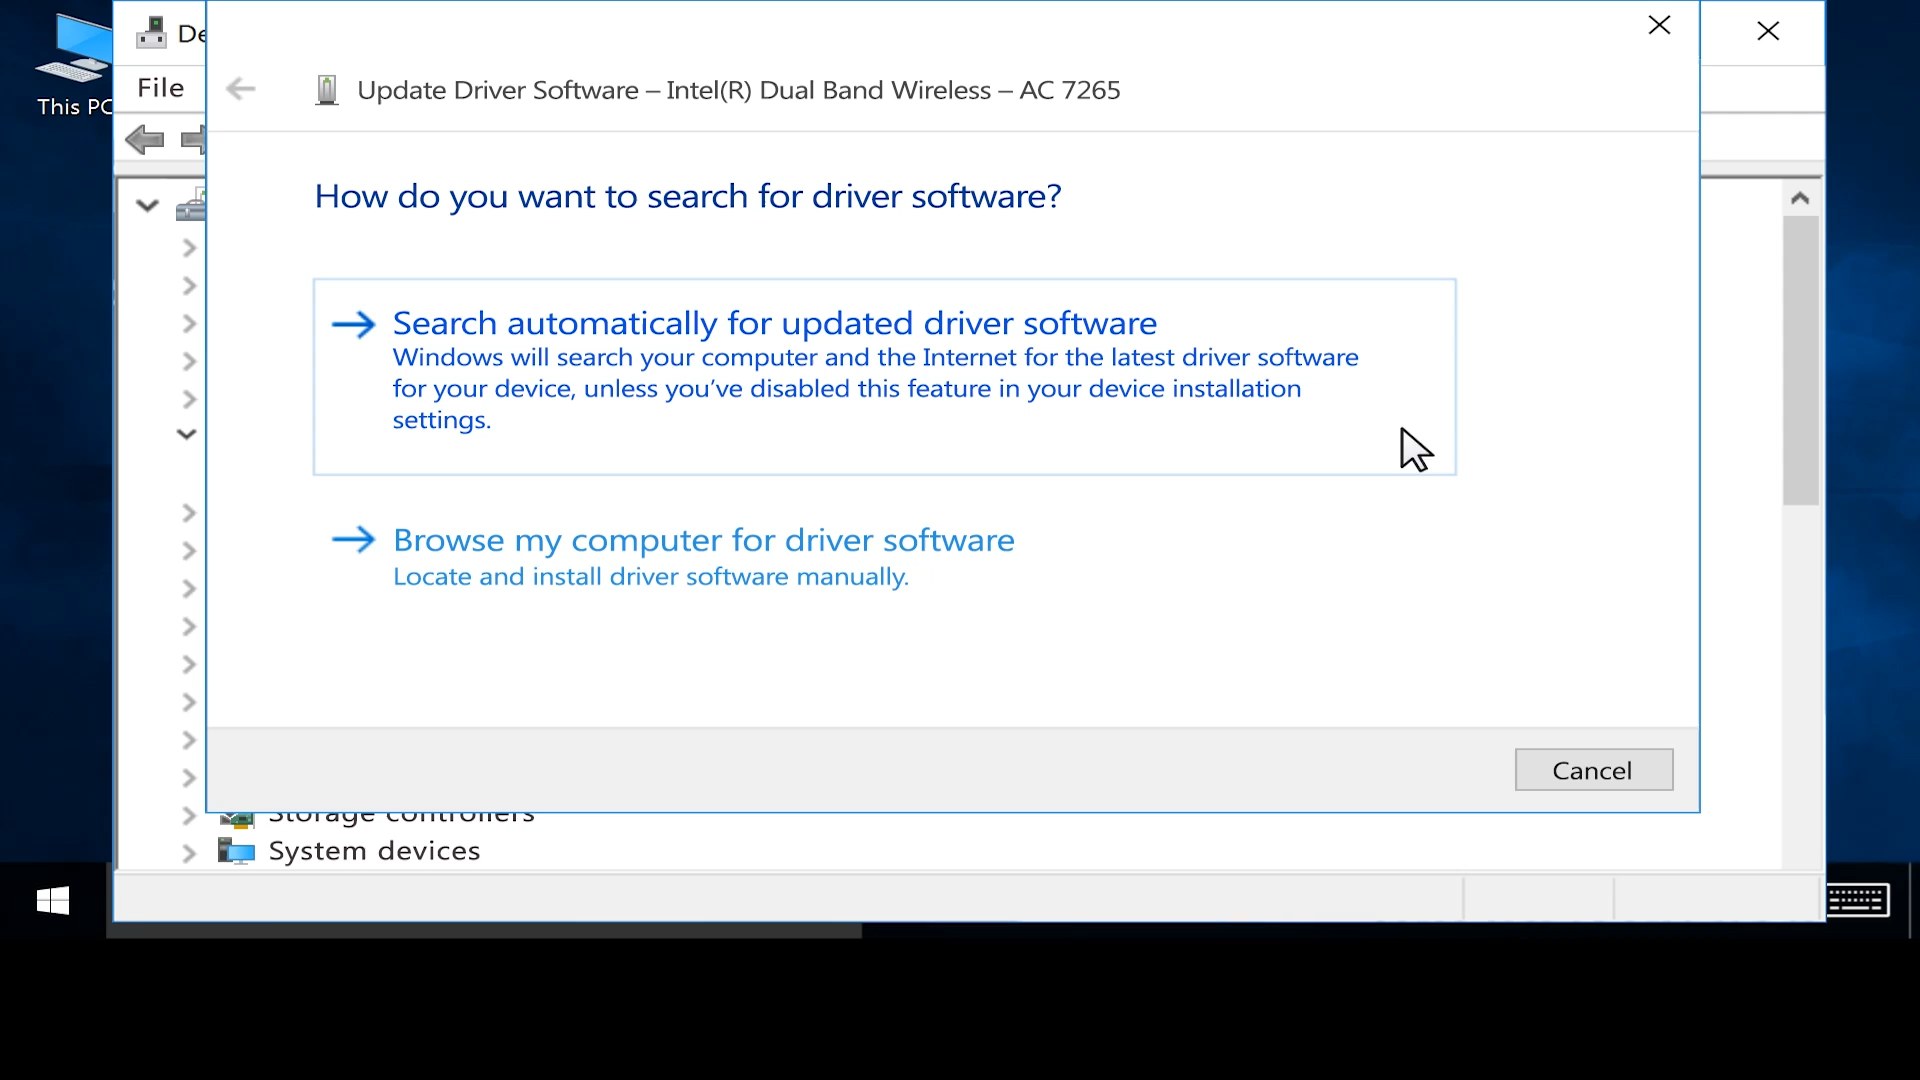 This PC
De
File
Update Driver Software – Intel(R) Dual Band Wireless – AC 7265
How do you want to search for driver software?
Search automatically for updated driver software
Windows will search your computer and the Internet for the latest driver software
for your device, unless you’ve disabled this feature in your device installation
settings.
Browse my computer for driver software
Locate and install driver software manually.
Cancel
Storage controllers
System devices